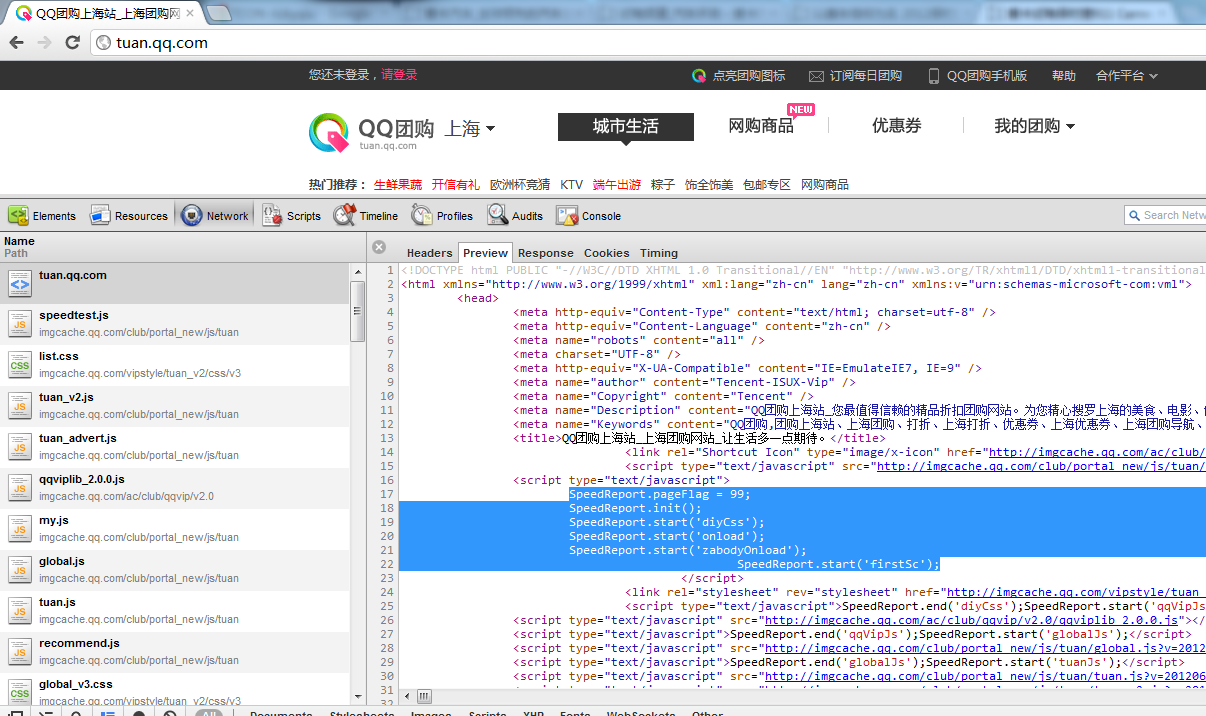 QQ团购上海站_上海团购网
tuan.qq.com
您还未登录，请登录 点亮团购图标 订阅每日团购 QQ团购手机版 帮助 合作平台
QQ团购 上海 城市生活 网购商品 NEW 优惠券 我的团购
tuan.qq.com
热门推荐： 生鲜果蔬 开信有礼 欧洲杯竞猜 KTV 端午出游 粽子 饰全饰美 包邮专区 网购商品
Elements Resources Network Scripts Timeline Profiles Audits Console Search Netw
Name
Path
Headers Preview Response Cookies Timing
tuan.qq.com
speedtest.js
imgcache.qq.com/club/portal_new/js/tuan
list.css
imgcache.qq.com/vipstyle/tuan_v2/css/v3
tuan_v2.js
imgcache.qq.com/club/portal_new/js/tuan
tuan_advert.js
imgcache.qq.com/club/portal_new/js/tuan
qqviplib_2.0.0.js
imgcache.qq.com/ac/club/qqvip/v2.0
my.js
imgcache.qq.com/club/portal_new/js/tuan
global.js
imgcache.qq.com/club/portal_new/js/tuan
tuan.js
imgcache.qq.com/club/portal_new/js/tuan
recommend.js
imgcache.qq.com/club/portal_new/js/tuan
global_v3.css
imgcache.qq.com/vipstyle/tuan_v2/css/v3
1 <!DOCTYPE html PUBLIC "-//W3C//DTD XHTML 1.0 Transitional//EN" "http://www.w3.org/TR/xhtml1/DTD/xhtml1-transitional
2 <html xmlns="http://www.w3.org/1999/xhtml" xml:lang="zh-cn" lang="zh-cn" xmlns:v="urn:schemas-microsoft-com:vml">
3 <head>
4 <meta http-equiv="Content-Type" content="text/html; charset=utf-8" />
5 <meta http-equiv="Content-Language" content="zh-cn" />
6 <meta name="robots" content="all" />
7 <meta charset="UTF-8" />
8 <meta http-equiv="X-UA-Compatible" content="IE=EmulateIE7, IE=9" />
9 <meta name="author" content="Tencent-ISUX-Vip" />
10 <meta name="Copyright" content="Tencent" />
11 <meta name="Description" content="QQ团购上海站_您最值得信赖的精品折扣团购网站。为您精心搜罗上海的美食、电影、
12 <meta name="Keywords" content="QQ团购,团购上海站、上海团购、打折、上海打折、优惠券、上海优惠券、上海团购导航、
13 <title>QQ团购上海站_上海团购网站_让生活多一点期待。</title>
14 <link rel="Shortcut Icon" type="image/x-icon" href="http://imgcache.qq.com/ac/club/
15 <script type="text/javascript" src="http://imgcache.qq.com/club/portal_new/js/tuan/
16 <script type="text/javascript">
17 SpeedReport.pageFlag = 99;
18 SpeedReport.init();
19 SpeedReport.start('diyCss');
20 SpeedReport.start('onload');
21 SpeedReport.start('zabodyOnload');
22 SpeedReport.start('firstSc');
23 </script>
24 <link rel="stylesheet" rev="stylesheet" href="http://imgcache.qq.com/vipstyle/tuan_
25 <script type="text/javascript">SpeedReport.end('diyCss');SpeedReport.start('qqVipJs
26 <script type="text/javascript" src="http://imgcache.qq.com/ac/club/qqvip/v2.0/qqviplib_2.0.0.js"></
27 <script type="text/javascript">SpeedReport.end('qqVipJs');SpeedReport.start('globalJs');</script>
28 <script type="text/javascript" src="http://imgcache.qq.com/club/portal_new/js/tuan/global.js?v=2012
29 <script type="text/javascript">SpeedReport.end('globalJs');SpeedReport.start('tuanJs');</script>
30 <script type="text/javascript" src="http://imgcache.qq.com/club/portal_new/js/tuan/tuan.js?v=201206
31
32
All Documents Stylesheets Images Scripts XHR Fonts WebSockets Other